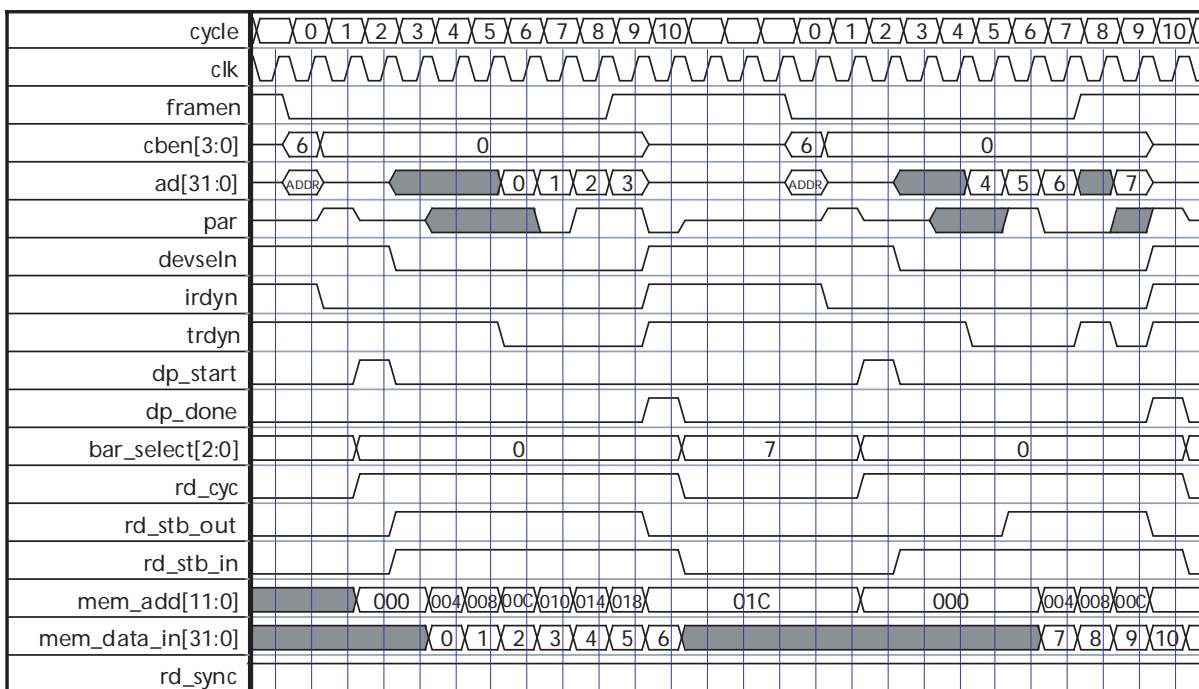 cycle 0 1 2 3 4 5 6 7 8 9 10 0 1 2 3 4 5 6 7 8 9 10
clk
framen
cben[3:0] 6 0 6 0
ad[31:0] ADDR 0 1 2 3 ADDR 4 5 6 7
par
devseln
irdyn
trdyn
dp_start
dp_done
bar_select[2:0] 0 7 0
rd_cyc
rd_stb_out
rd_stb_in
mem_add[11:0] 000 004 008 00C 010 014 018 01C 000 004 008 00C
mem_data_in[31:0] 0 1 2 3 4 5 6 7 8 9 10
rd_sync